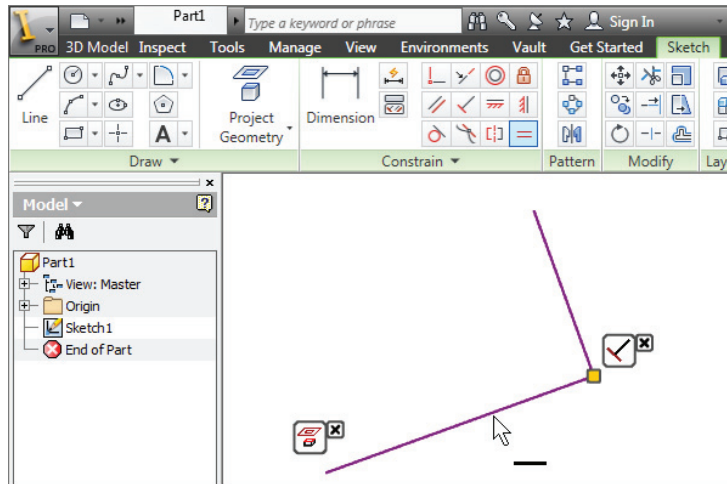 Part1
Type a keyword or phrase
Sign In
PRO
3D Model Inspect Tools Manage View Environments Vault Get Started Sketch
Line
A
Project Geometry
Dimension
Draw
Constrain
Pattern
Modify
Lay
Model
Part1
View: Master
Origin
Sketch1
End of Part